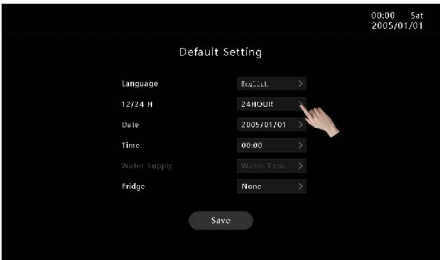 00:00 Sat
2005/01/01
Default Setting
Language English
12/24 H 24HOUR
Date 2005/01/01
Time 00:00
Water Supply Water Tank
Fridge None
Save